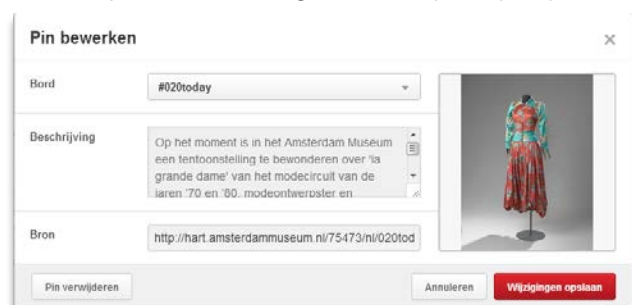 Pin bewerken
Bord
#020today
Beschrijving
Op het moment is in het Amsterdam Museum
een tentoonstelling te bewonderen over 'la
grande dame' van het modecircuit van de
jaren '70 en '80, modeontwerpster en
Bron
http://hart.amsterdammuseum.nl/75473/nl/020tod
Pin verwijderen
Annuleren
Wijzigingen opslaan